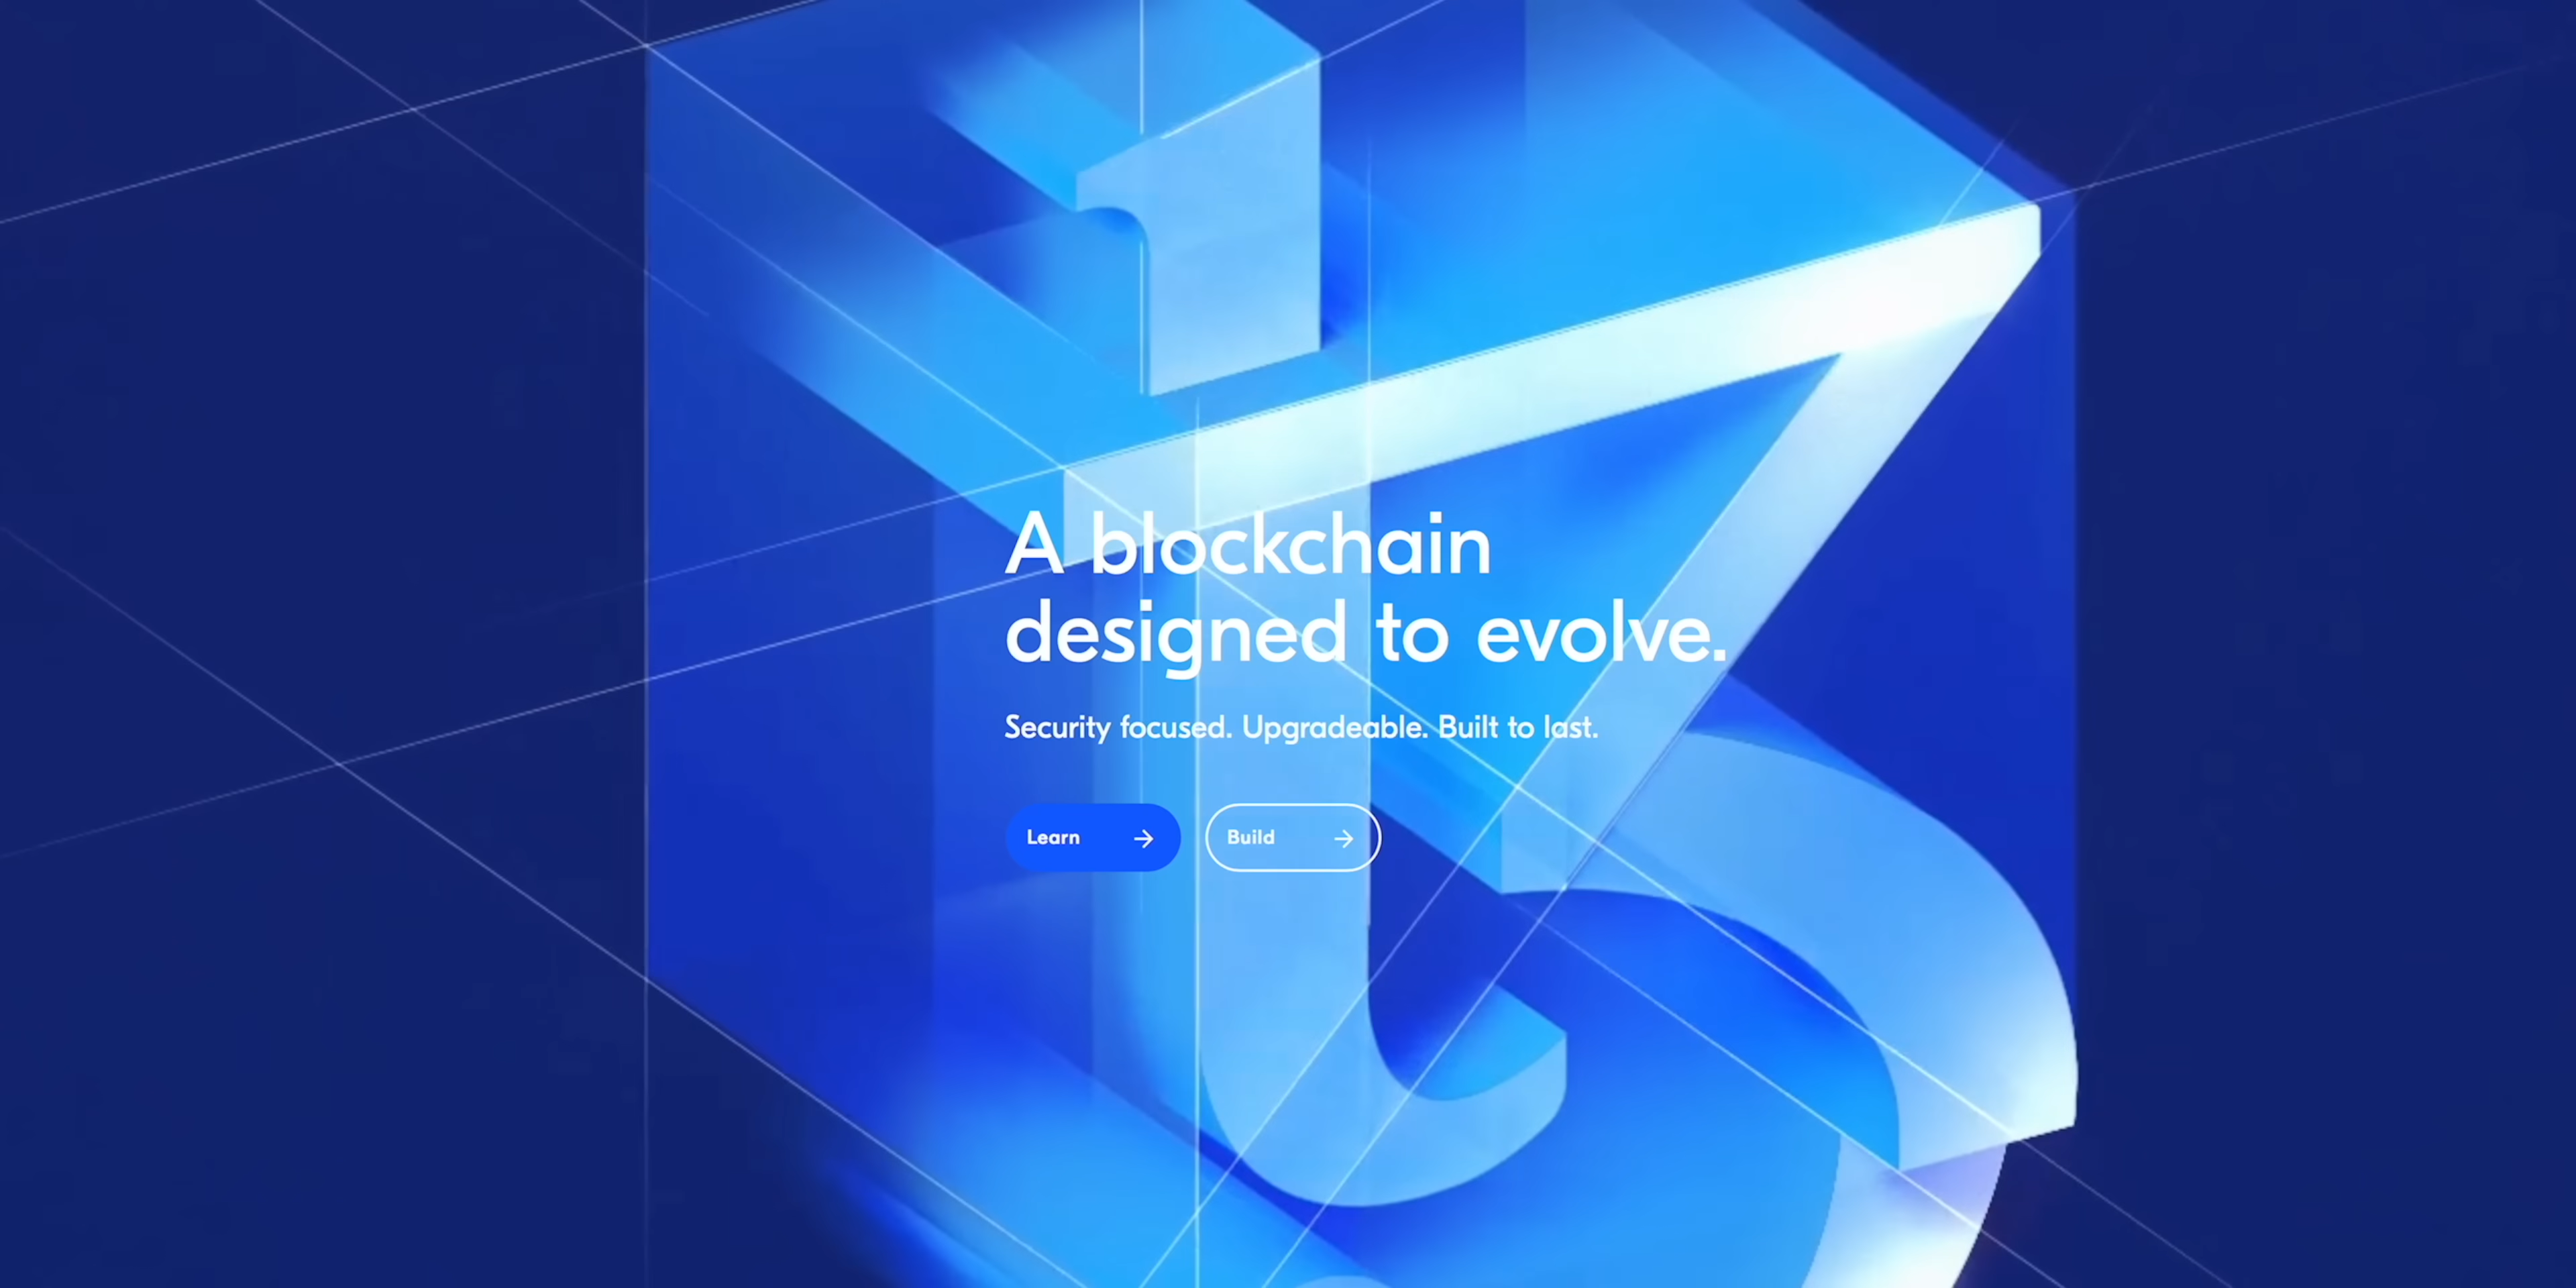 A blockchain
designed to evolve.
Security focused. Upgradeable. Built to last.
Learn
Build